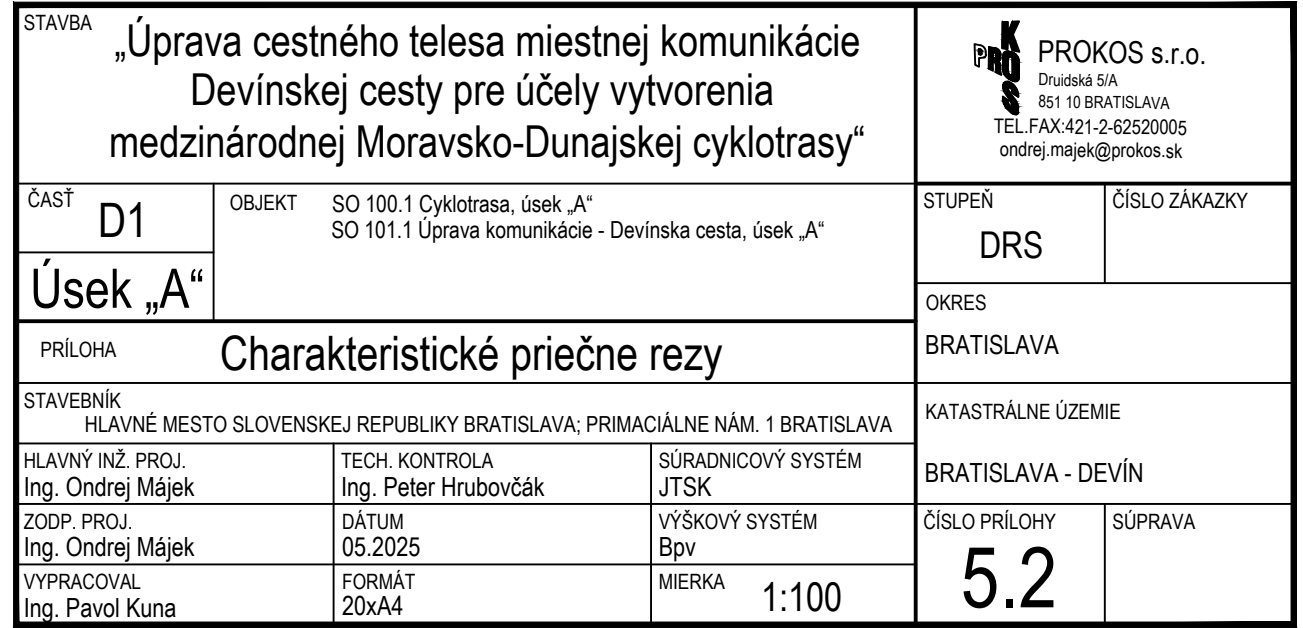 STAVBA
„Úprava cestného telesa miestnej komunikácie
Devínskej cesty pre účely vytvorenia
medzinárodnej Moravsko-Dunajskej cyklotrasy“
PROKOS
PROKOS s.r.o.
Druidská 5/A
851 10 BRATISLAVA
TEL.FAX:421-2-62520005
ondrej.majek@prokos.sk
ČASŤ
D1
Úsek „A“
OBJEKT
SO 100.1 Cyklotrasa, úsek „A“
SO 101.1 Úprava komunikácie - Devínska cesta, úsek „A“
STUPEŇ
DRS
ČÍSLO ZÁKAZKY
OKRES
BRATISLAVA
PRÍLOHA
Charakteristické priečne rezy
STAVEBNÍK
HLAVNÉ MESTO SLOVENSKEJ REPUBLIKY BRATISLAVA; PRIMACIÁLNE NÁM. 1 BRATISLAVA
KATASTRÁLNE ÚZEMIE
BRATISLAVA - DEVÍN
HLAVNÝ INŽ. PROJ.
Ing. Ondrej Májek
TECH. KONTROLA
Ing. Peter Hrubovčák
SÚRADNICOVÝ SYSTÉM
JTSK
ZODP. PROJ.
Ing. Ondrej Májek
DÁTUM
05.2025
VÝŠKOVÝ SYSTÉM
Bpv
ČÍSLO PRÍLOHY
5.2
SÚPRAVA
VYPRACOVAL
Ing. Pavol Kuna
FORMÁT
20xA4
MIERKA
1:100